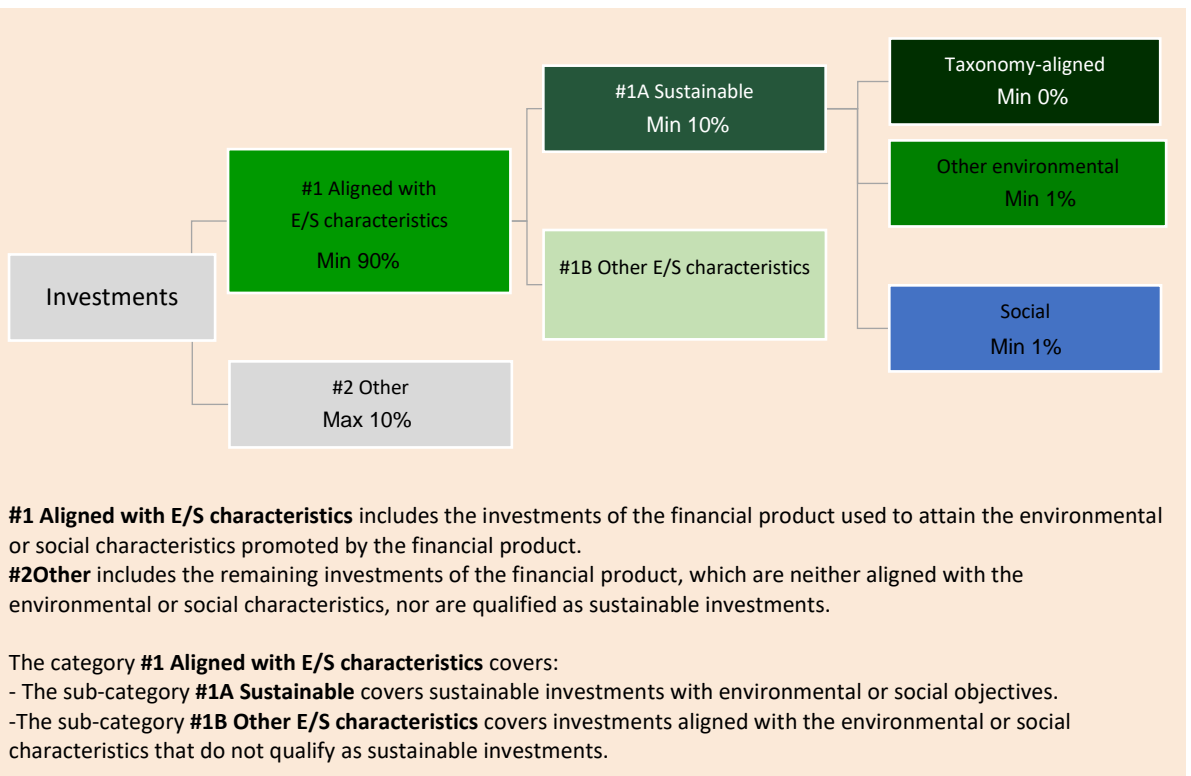 Taxonomy-aligned
Min 0%
#1A Sustainable
Min 10%
Other environmental
Min 1%
#1 Aligned with
E/S characteristics
Min 90%
#1B Other E/S characteristics
Investments
Social
Min 1%
#2 Other
Max 10%
#1 Aligned with E/S characteristics includes the investments of the financial product used to attain the environmental
or social characteristics promoted by the financial product.
#2Other includes the remaining investments of the financial product, which are neither aligned with the
environmental or social characteristics, nor are qualified as sustainable investments.
The category #1 Aligned with E/S characteristics covers:
- The sub-category #1A Sustainable covers sustainable investments with environmental or social objectives.
-The sub-category #1B Other E/S characteristics covers investments aligned with the environmental or social
characteristics that do not qualify as sustainable investments.